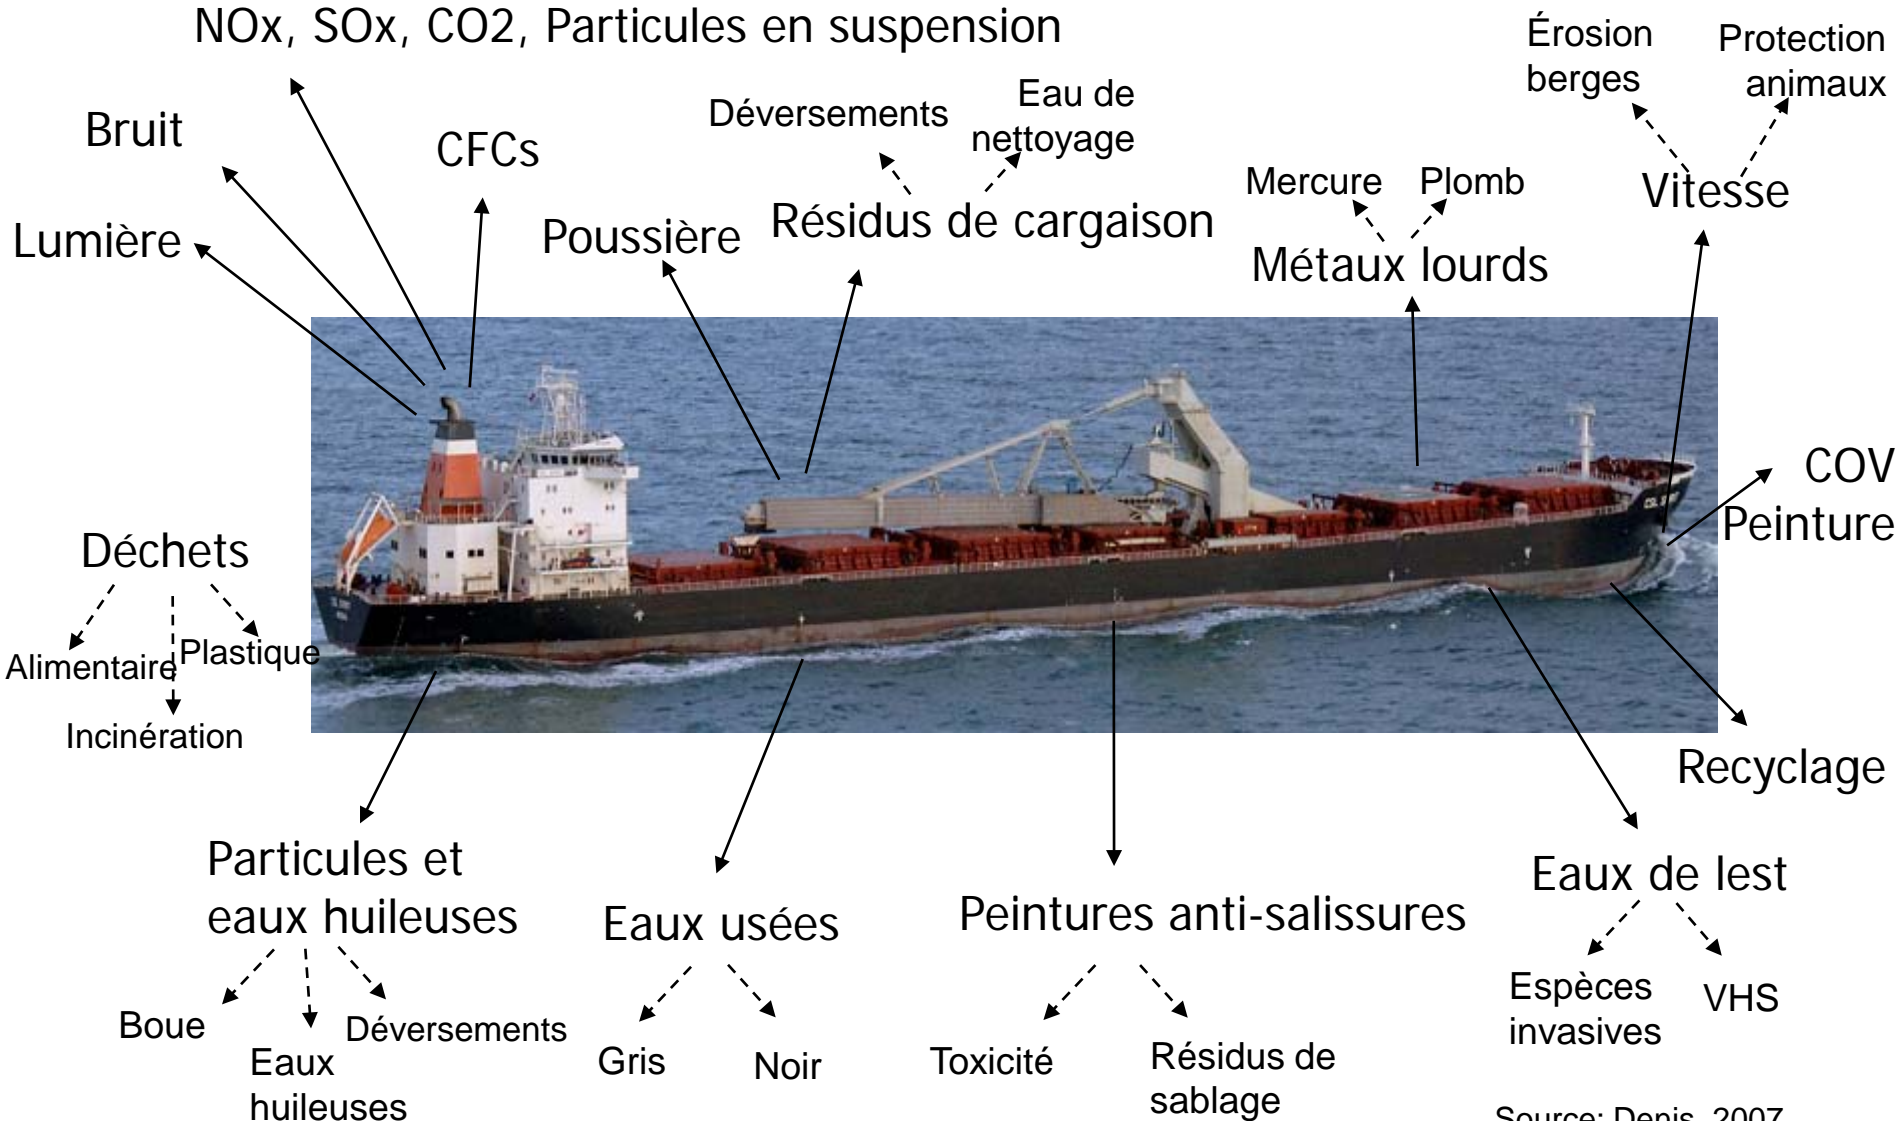 NOx, SOx, CO2, Particules en suspension
Érosion
berges
Protection
animaux
Bruit
CFCs
Déversements
Eau de
nettoyage
Mercure
Plomb
Vitesse
Lumière
Poussière
Résidus de cargaison
Métaux lourds
COV
Peinture
Déchets
Alimentaire
Plastique
Incinération
Recyclage
Particules et
eaux huileuses
Eaux usées
Peintures anti-salissures
Eaux de lest
Boue
Eaux
huileuses
Déversements
Gris
Noir
Toxicité
Résidus de
sablage
Espèces
invasives
VHS
Source: Denis, 2007